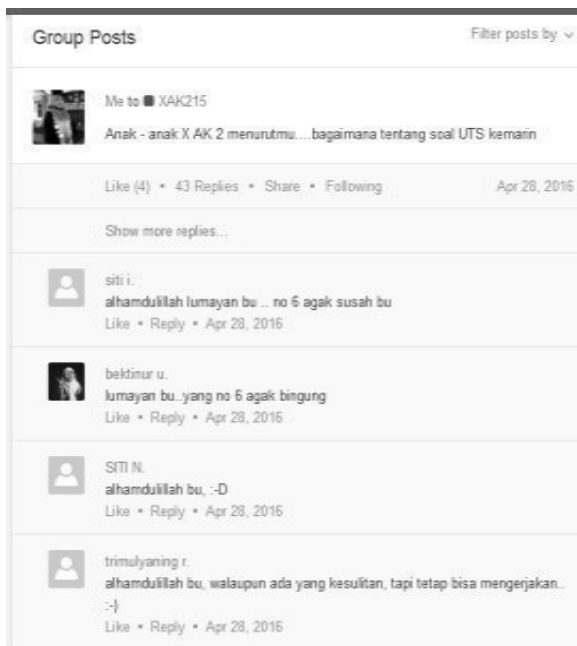 Group Posts
Filter posts by
Me to XAK215
Anak - anak X AK 2 menurutmu....bagaimana tentang soal UTS kemarin
Like (4) • 43 Replies • Share • Following
Apr 28, 2016
Show more replies...
siti i.
alhamdulillah lumayan bu .. no 6 agak susah bu
Like • Reply • Apr 28, 2016
bektinur u.
lumayan bu..yang no 6 agak bingung
Like • Reply • Apr 28, 2016
SITI N.
alhamdulillah bu, :-D
Like • Reply • Apr 28, 2016
trimulyaning r.
alhamdulillah bu, walaupun ada yang kesulitan, tapi tetap bisa mengerjakan..
:-)
Like • Reply • Apr 28, 2016